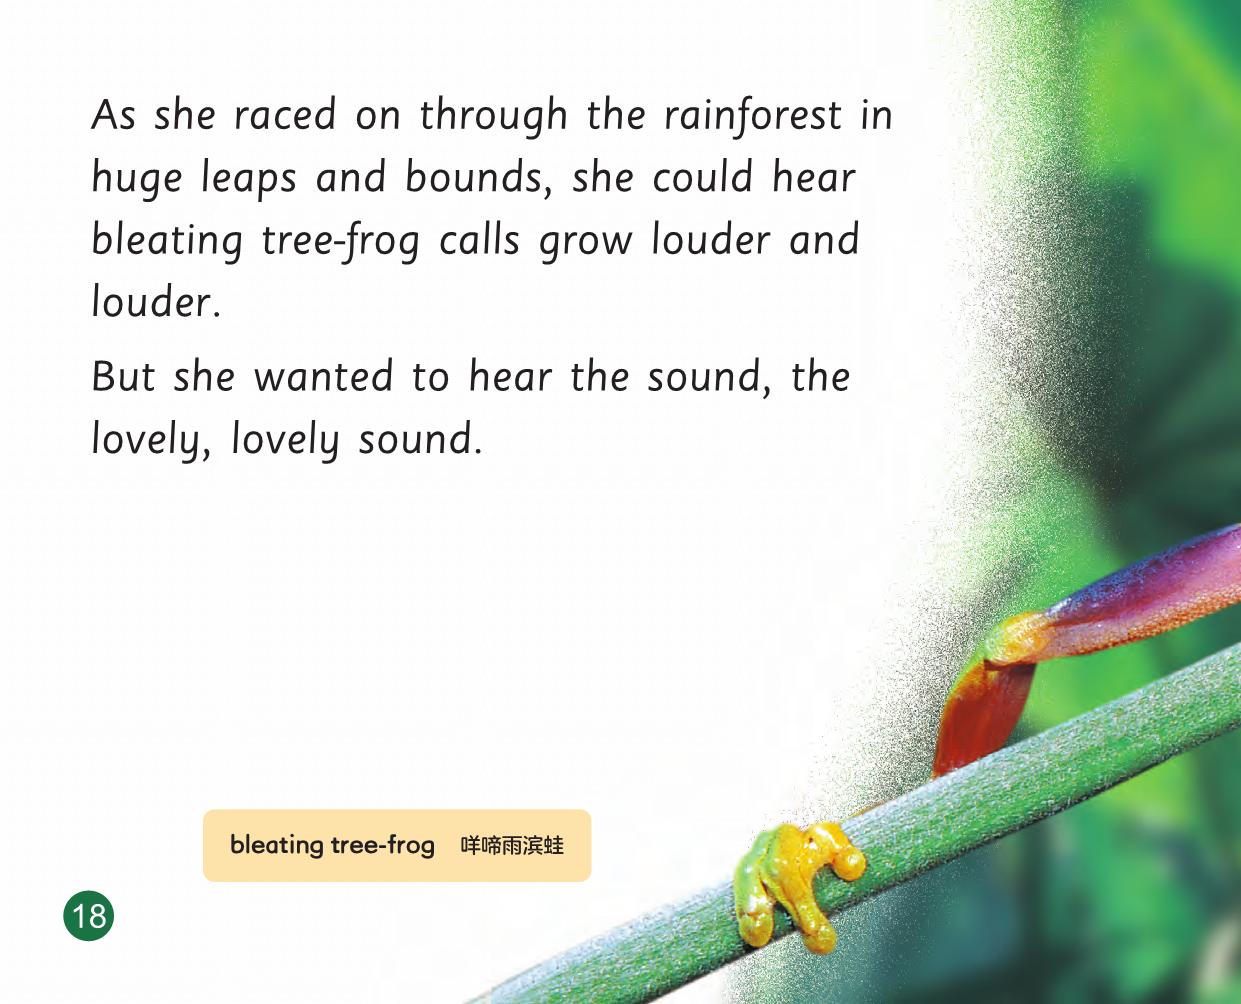 As she raced on through the rainforest in
huge leaps and bounds, she could hear
bleating tree-frog calls grow louder and
louder.
But she wanted to hear the sound, the
lovely, lovely sound.
bleating tree-frog 咩啼雨滨蛙
18